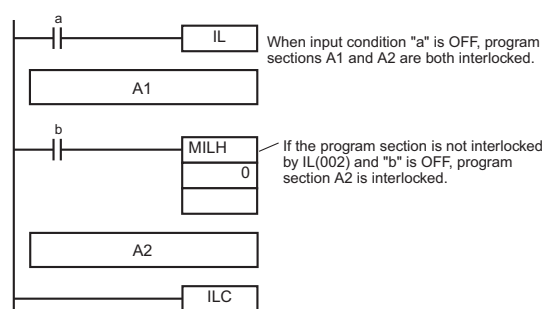 a
IL
When input condition "a" is OFF, program
sections A1 and A2 are both interlocked.
A1
b
MILH
0
If the program section is not interlocked
by IL(002) and "b" is OFF, program
section A2 is interlocked.
A2
ILC